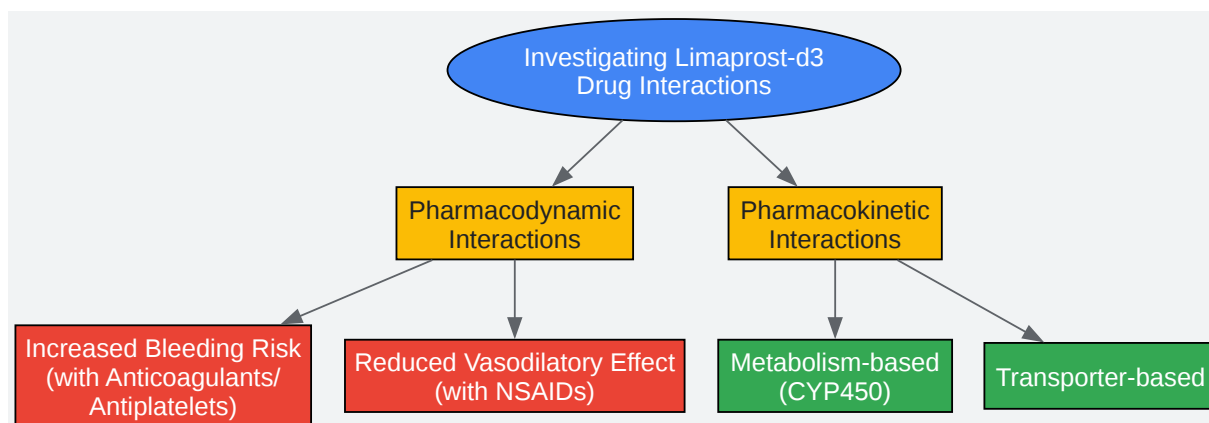 Investigating Limaprost-d3
Drug Interactions
Pharmacodynamic
Interactions
Pharmacokinetic
Interactions
Increased Bleeding Risk
(with Anticoagulants/
Antiplatelets)
Reduced Vasodilatory Effect
(with NSAIDs)
Metabolism-based
(CYP450)
Transporter-based